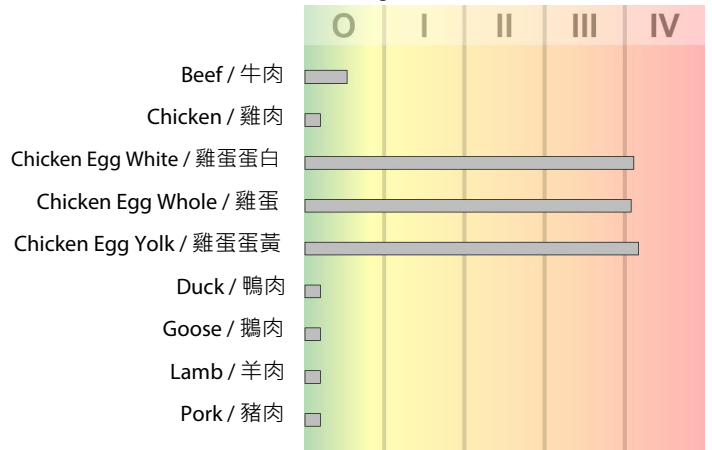 O I II III IV
Beef / 牛肉
Chicken / 雞肉
Chicken Egg White / 雞蛋蛋白
Chicken Egg Whole / 雞蛋
Chicken Egg Yolk / 雞蛋蛋黃
Duck / 鴨肉
Goose / 鵝肉
Lamb / 羊肉
Pork / 豬肉